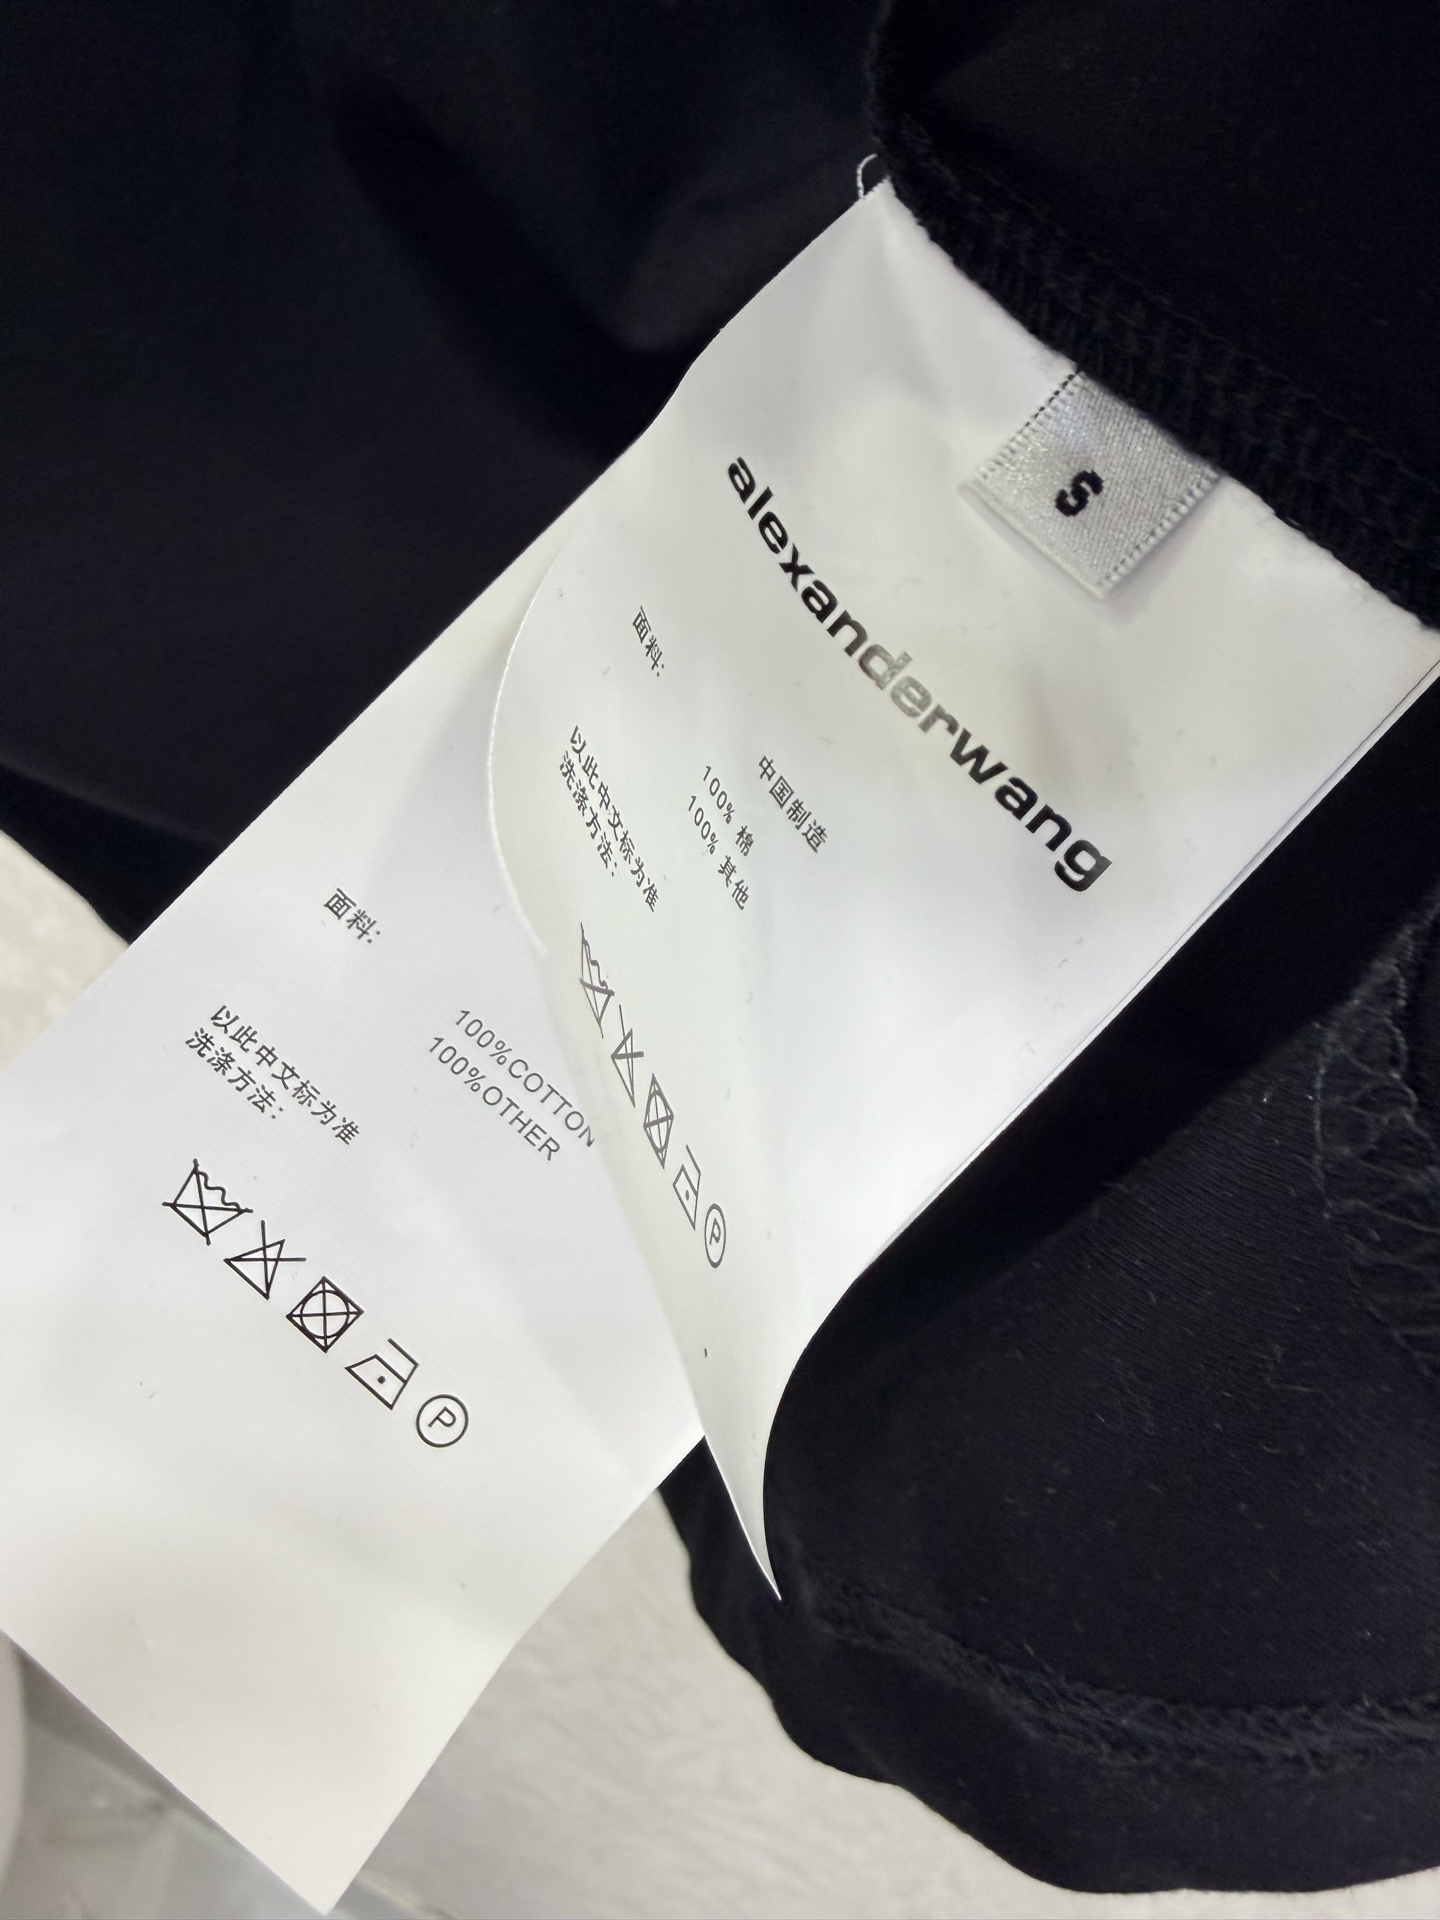 S
alexanderwang
中国制造
面料:
100% 棉
100% 其他
以此中文标为准
洗涤方法:
P
面料:
100%COTTON
100%OTHER
以此中文标为准
洗涤方法:
P